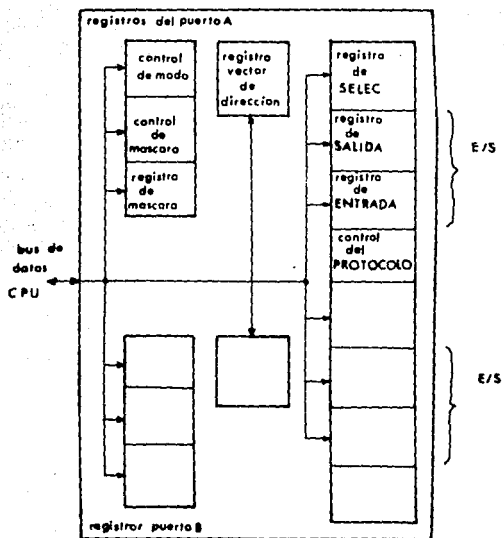 registros del puerto A
control
de modo
control
de
mascara
registro
de
mascara
registro
vector
de
direccion
registro
de
SELEC
registro
de
SALIDA
registro
de
ENTRADA
control
del
PROTOCOLO
E/S
bus de
datos
CPU
E/S
registror puerto B